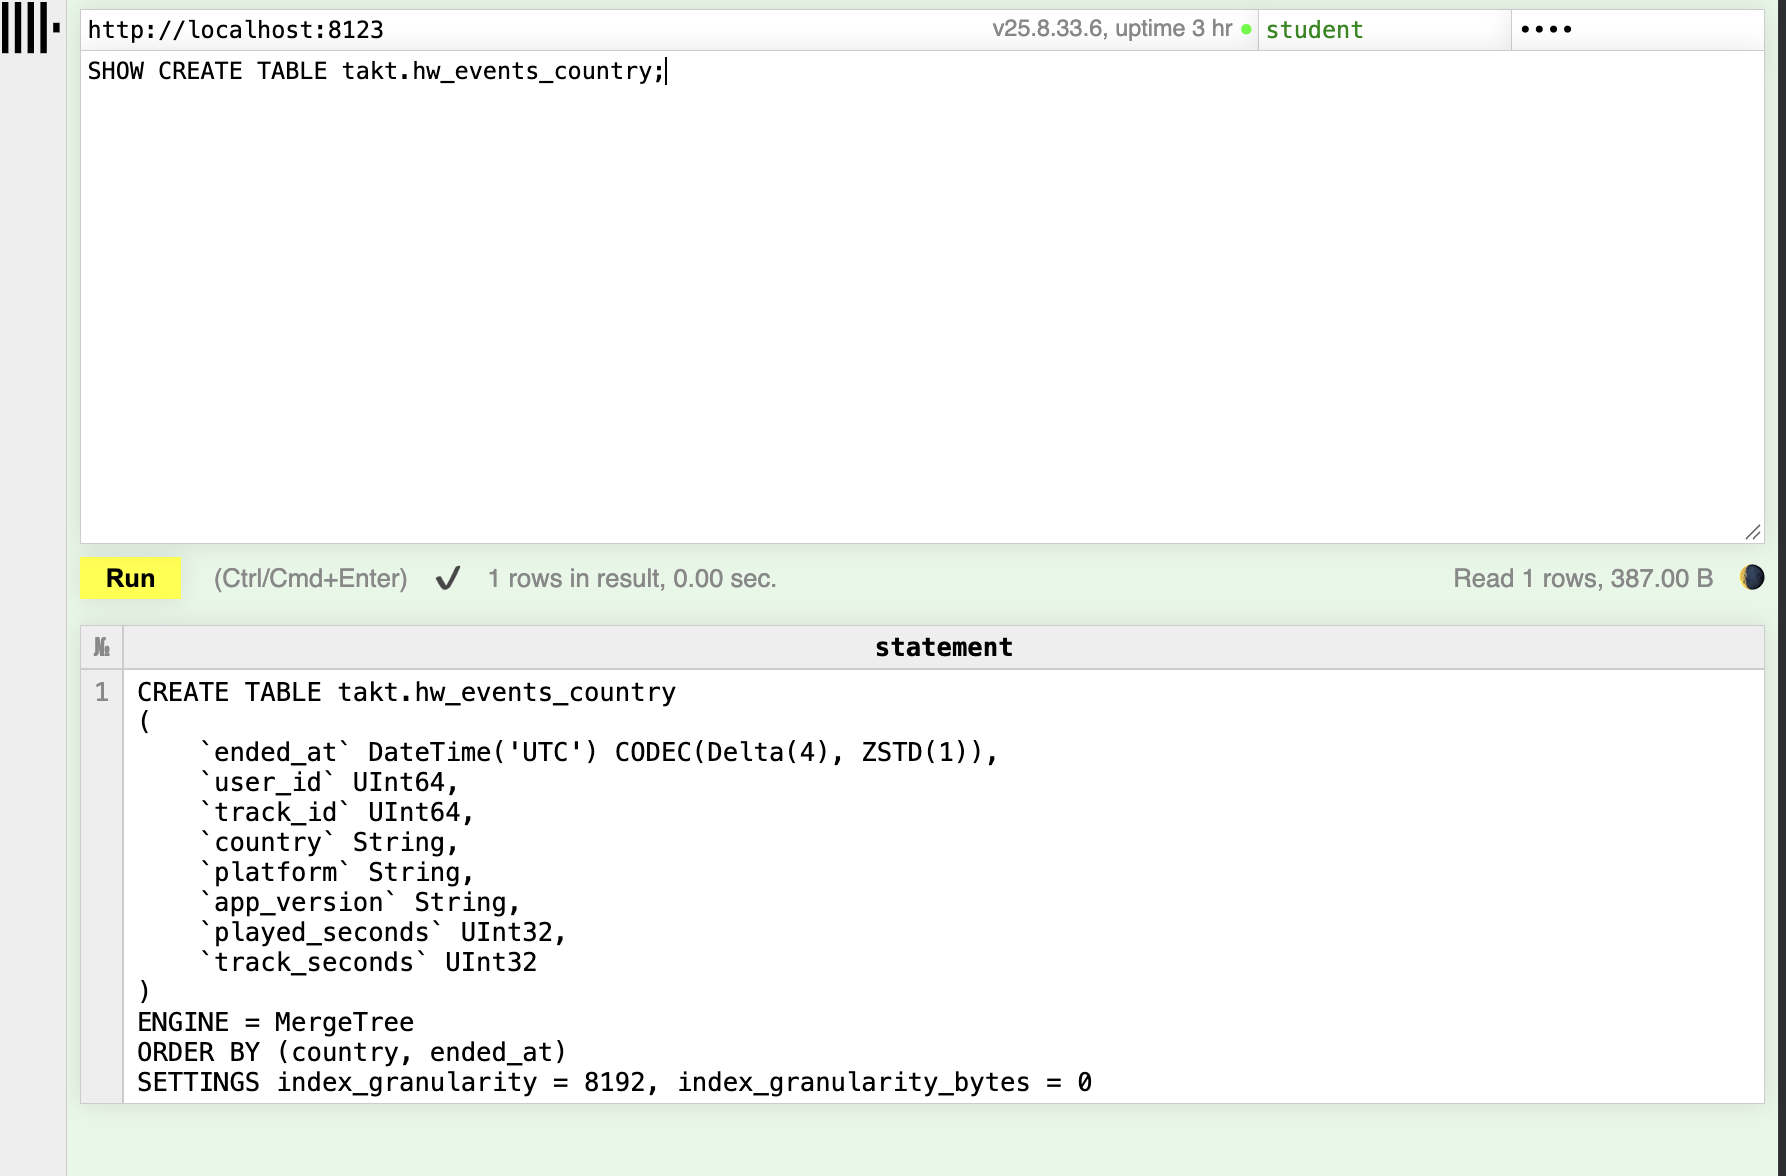 http://localhost:8123 v25.8.33.6, uptime 3 hr student ••••
SHOW CREATE TABLE takt.hw_events_country;
Run (Ctrl/Cmd+Enter) ✔ 1 rows in result, 0.00 sec. Read 1 rows, 387.00 B
№ statement
1 CREATE TABLE takt.hw_events_country
(
    `ended_at` DateTime('UTC') CODEC(Delta(4), ZSTD(1)),
    `user_id` UInt64,
    `track_id` UInt64,
    `country` String,
    `platform` String,
    `app_version` String,
    `played_seconds` UInt32,
    `track_seconds` UInt32
)
ENGINE = MergeTree
ORDER BY (country, ended_at)
SETTINGS index_granularity = 8192, index_granularity_bytes = 0